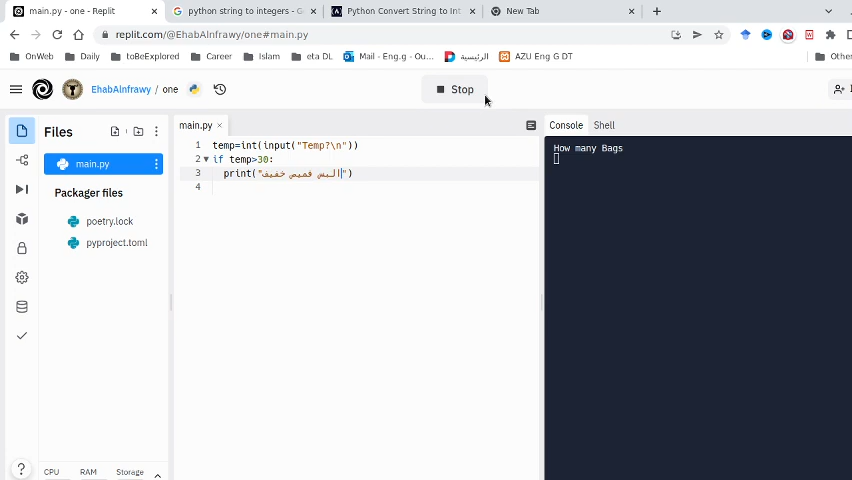 main.py - one - Replit
python string to integers - Go
Python Convert String to Int
New Tab
replit.com/@EhabAlnfrawy/one#main.py
OnWeb
Daily
toBeExplored
Career
Islam
eta DL
Mail - Eng.g - Ou...
الرئيسية
AZU Eng G DT
Other
EhabAlnfrawy / one
Stop
Files
main.py
Packager files
poetry.lock
pyproject.toml
CPU RAM Storage
main.py
1 temp=int(input("Temp?\n"))
2 if temp>30:
3 print("البس قميص خفيف")
4
Console Shell
How many Bags